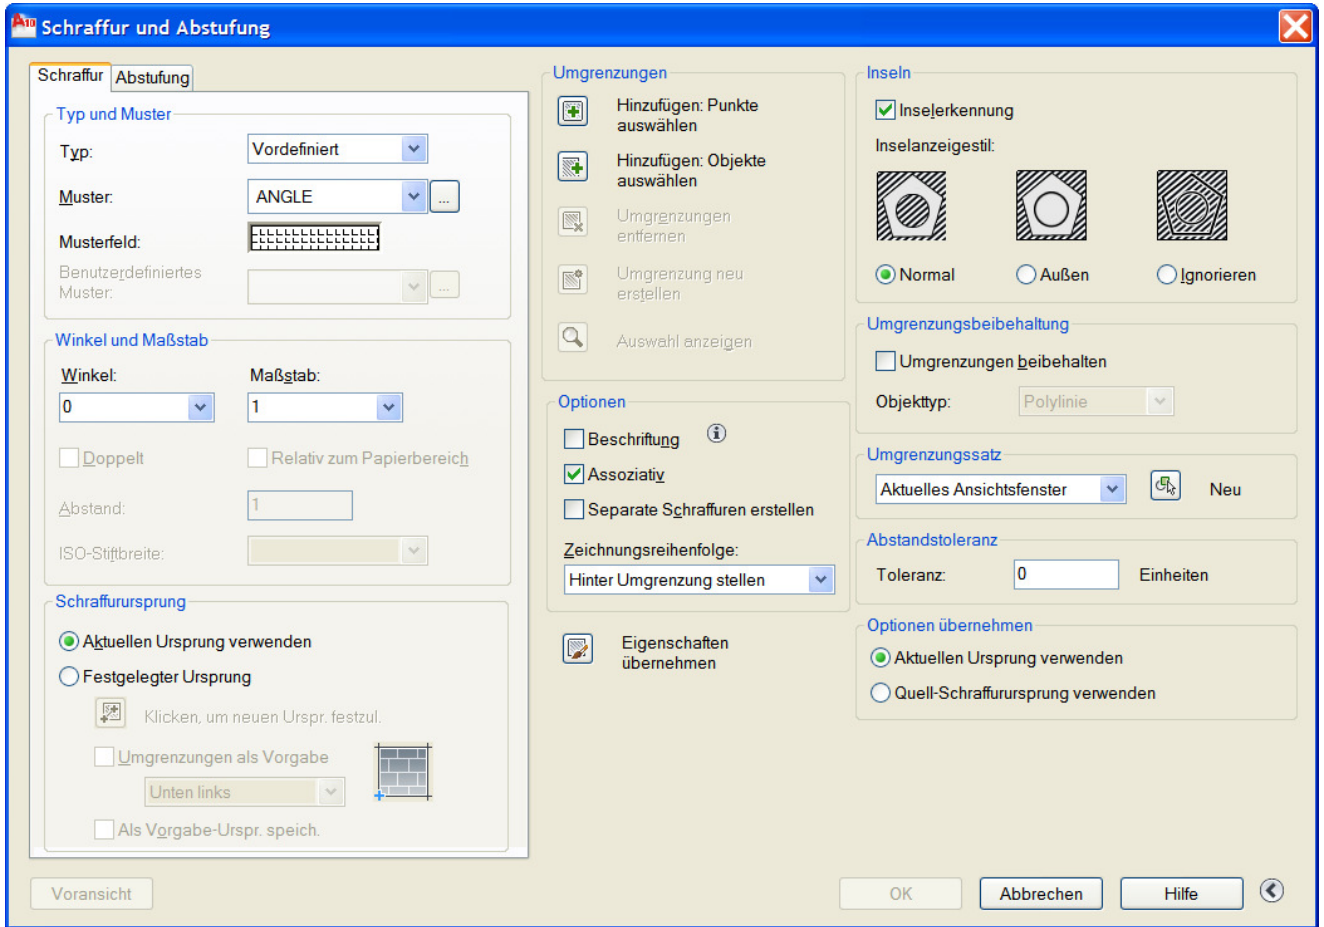 A10 Schraffur und Abstufung
Schraffur
Abstufung
Typ und Muster
Typ:
Vordefiniert
Muster:
ANGLE
...
Musterfeld:
Benutzerdefiniertes
Muster:
...
Winkel und Maßstab
Winkel:
Maßstab:
0
1
Doppelt
Relativ zum Papierbereich
Abstand:
1
ISO-Stiftbreite:
Schraffurursprung
Aktuellen Ursprung verwenden
Festgelegter Ursprung
Klicken, um neuen Urspr. festzul.
Umgrenzungen als Vorgabe
Unten links
Als Vorgabe-Urspr. speich.
Umgrenzungen
Hinzufügen: Punkte
auswählen
Hinzufügen: Objekte
auswählen
Umgrenzungen
entfernen
Umgrenzung neu
erstellen
Auswahl anzeigen
Optionen
Beschriftung
Assoziativ
Separate Schraffuren erstellen
Zeichnungsreihenfolge:
Hinter Umgrenzung stellen
Eigenschaften
übernehmen
Inseln
Inselerkennung
Inselanzeigestil:
Normal
Außen
Ignorieren
Umgrenzungsbeibehaltung
Umgrenzungen beibehalten
Objekttyp:
Polylinie
Umgrenzungssatz
Aktuelles Ansichtsfenster
Neu
Abstandstoleranz
Toleranz:
0
Einheiten
Optionen übernehmen
Aktuellen Ursprung verwenden
Quell-Schraffurursprung verwenden
Voransicht
OK
Abbrechen
Hilfe